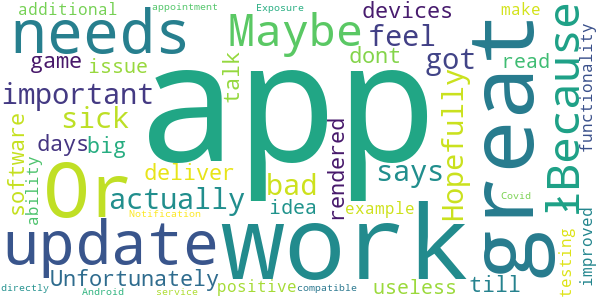 additional
appointment
Exposure
devices
make
needs
Maybe
feel
game
issue
talk
dont
got
read
important
app
great
Because
functionality
sick
days
big
software
ability
Or
deliver
bad
says
Hopefully
actually
rendered
idea
example
Notification
update
work
Covid
testing
improved
Unfortunately
positive
useless
till
directly
Android
service
compatible